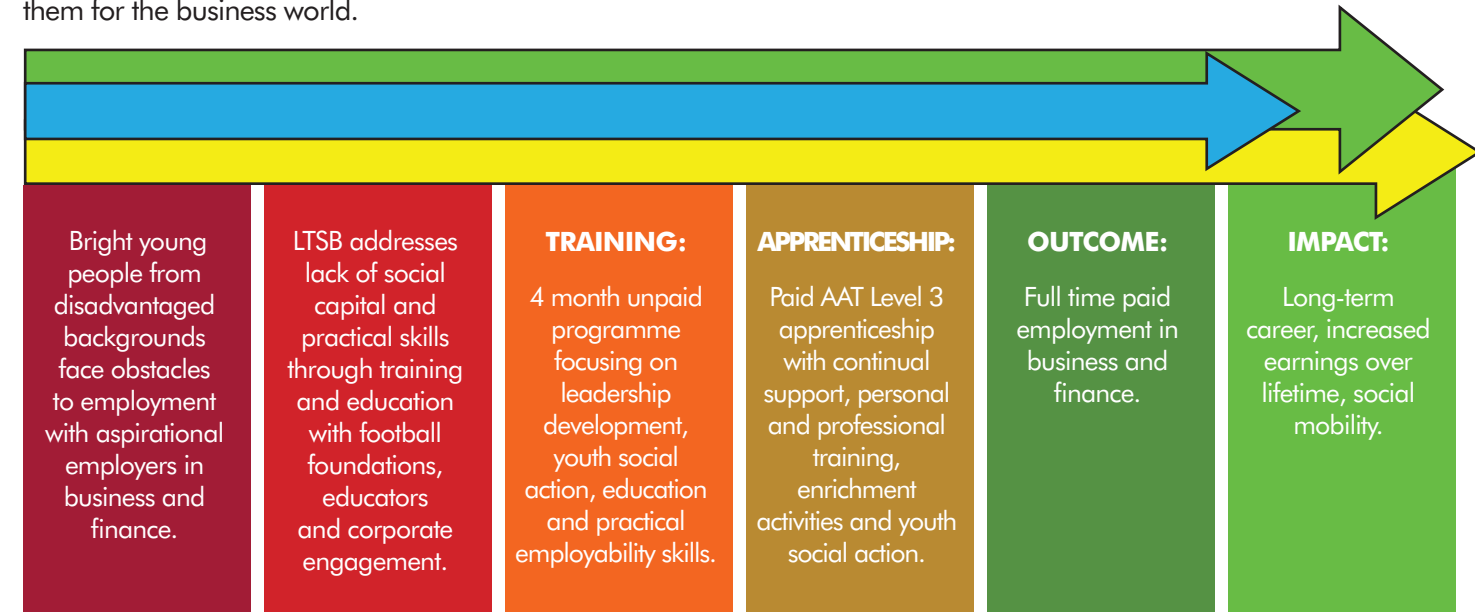 them for the business world.
Bright young
people from
disadvantaged
backgrounds
face obstacles
to employment
with aspirational
employers in
business and
finance.
LTSB addresses
lack of social
capital and
practical skills
through training
and education
with football
foundations,
educators
and corporate
engagement.
TRAINING:
4 month unpaid
programme
focusing on
leadership
development,
youth social
action, education
and practical
employability skills.
APPRENTICESHIP:
Paid AAT Level 3
apprenticeship
with continual
support, personal
and professional
training,
enrichment
activities and youth
social action.
OUTCOME:
Full time paid
employment in
business and
finance.
IMPACT:
Long-term
career, increased
earnings over
lifetime, social
mobility.